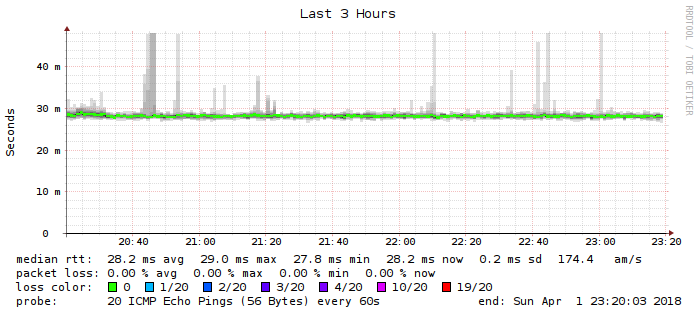 Last 3 Hours
RRDTOOL / TOBI OETIKER
Seconds
40 m
30 m
20 m
10 m
0
20:40 21:00 21:20 21:40 22:00 22:20 22:40 23:00 23:20
median rtt: 28.2 ms avg 29.0 ms max 27.8 ms min 28.2 ms now 0.2 ms sd 174.4 am/s
packet loss: 0.00 % avg 0.00 % max 0.00 % min 0.00 % now
loss color: 0 1/20 2/20 3/20 4/20 10/20 19/20
probe: 20 ICMP Echo Pings (56 Bytes) every 60s end: Sun Apr 1 23:20:03 2018